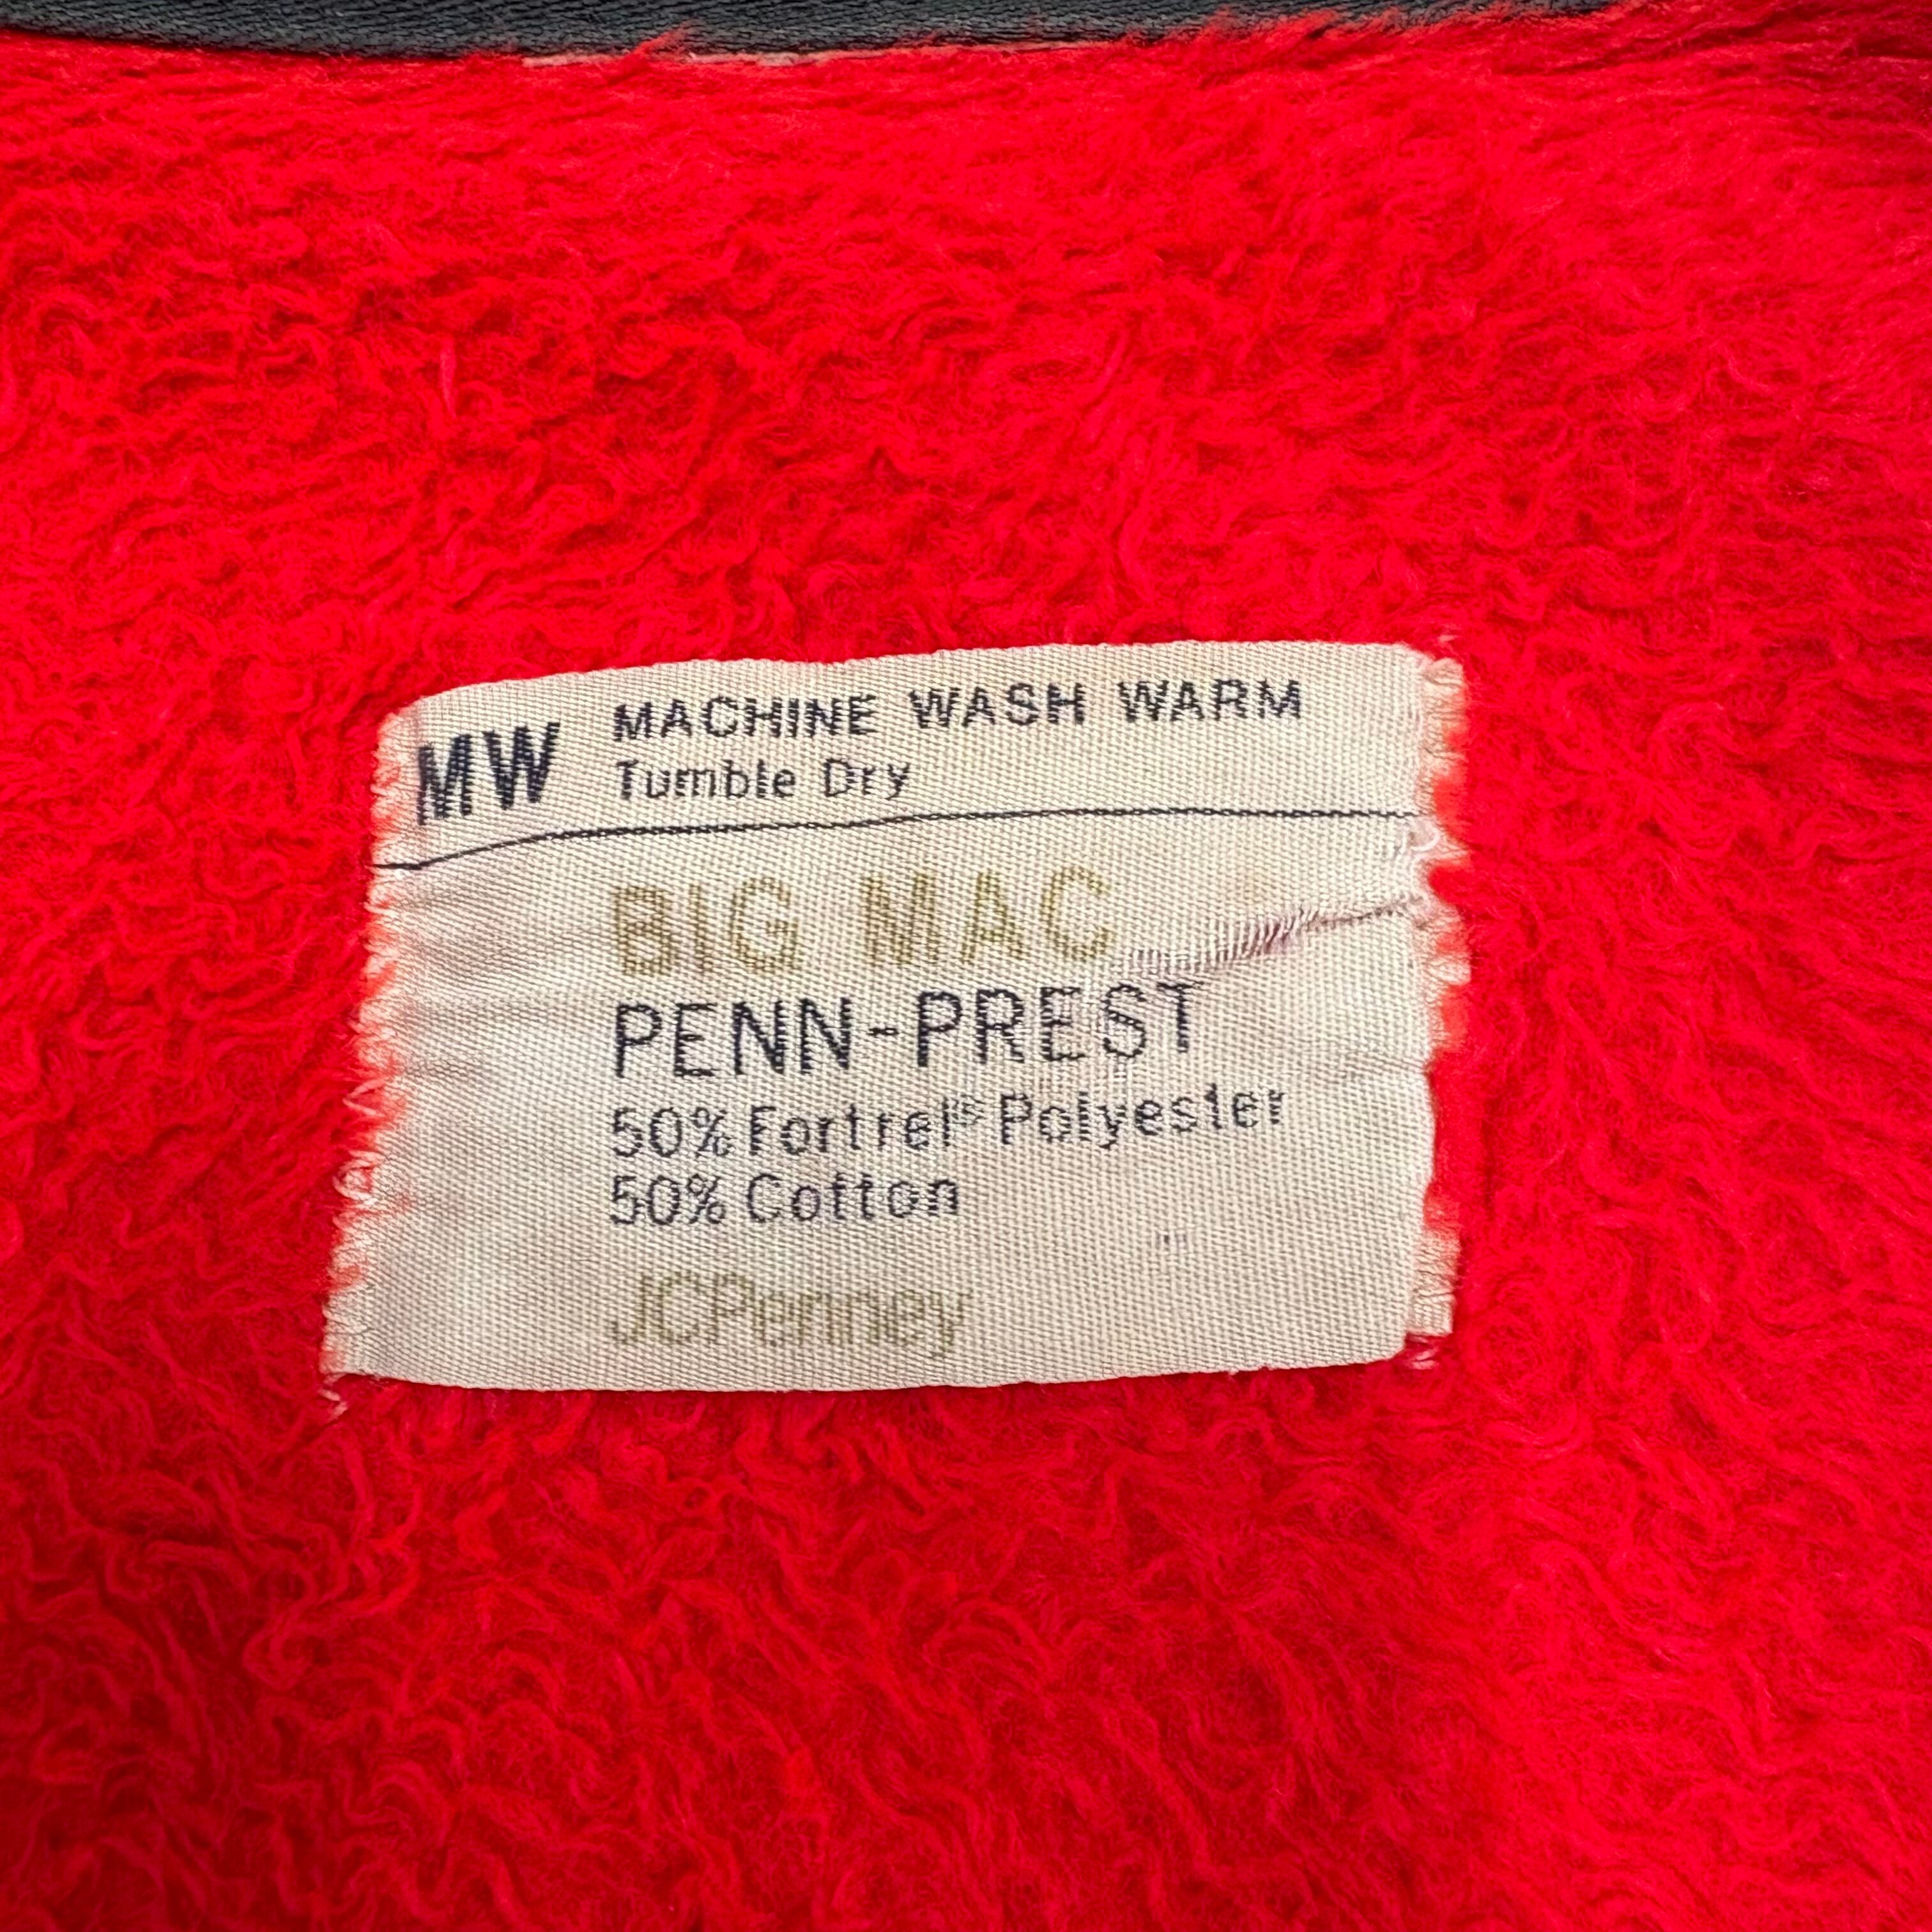 MW MACHINE WASH WARM
Tumble Dry
BIG MAC
PENN-PREST
50% Fortrel® Polyester
50% Cotton
JCPenney